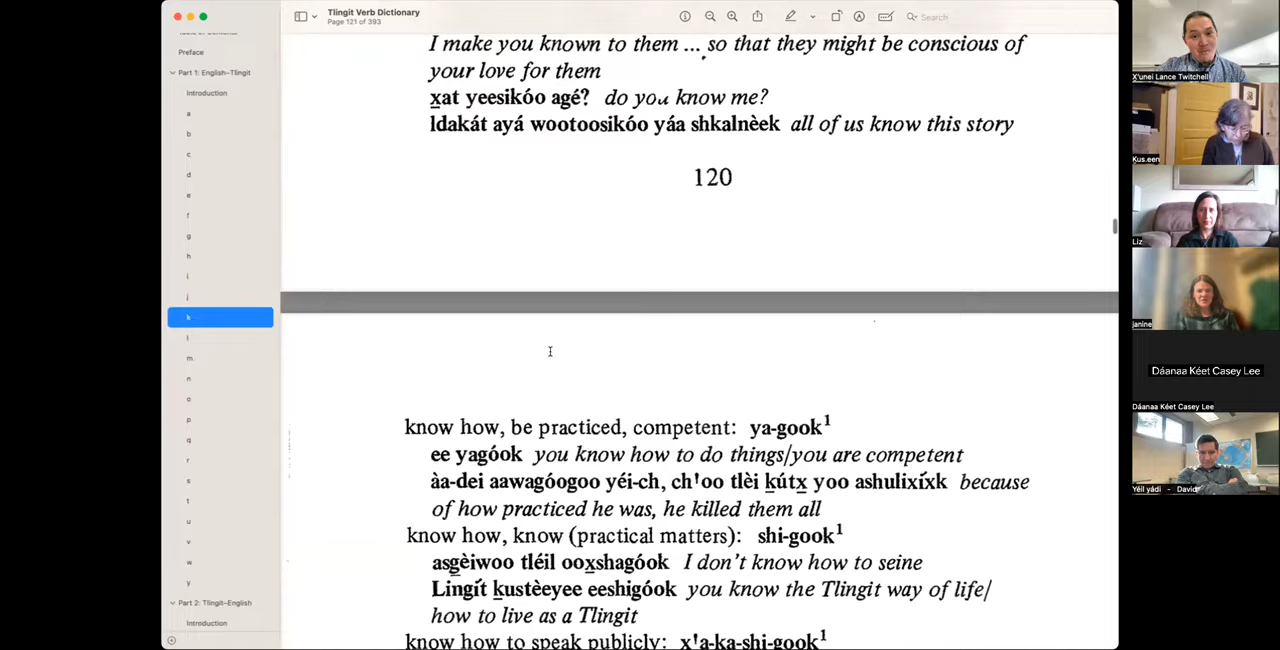 Tlingit Verb Dictionary
Page 121 of 393
Search
Preface
Part 1: English–Tlingit
Introduction
a
b
c
d
e
f
g
h
i
j
k
l
m
n
o
p
q
r
s
t
u
v
w
y
Part 2: Tlingit–English
Introduction
I make you known to them ... so that they might be conscious of
your love for them
x̲at yeesikóo agé? do you know me?
ldakát ayá wootoosikóo yáa shkalnèek all of us know this story
120
know how, be practiced, competent: ya-gook¹
ee yagóok you know how to do things/you are competent
àa-dei aawagóogoo yéi-ch, ch'oo tlèi k̲útx̲ yoo ashulixíxk because
of how practiced he was, he killed them all
know how, know (practical matters): shi-gook¹
asg̲èiwoo tléil oox̲shagóok I don't know how to seine
Lingít k̲ustèeyee eeshigóok you know the Tlingit way of life/
how to live as a Tlingit
know how to speak publicly: x̲'a-ka-shi-gook¹
X̱'unei Lance Twitchell
Kus.een
Liz
janine
Dáanaa Kéet Casey Lee
Dáanaa Kéet Casey Lee
Yéil yádi - David